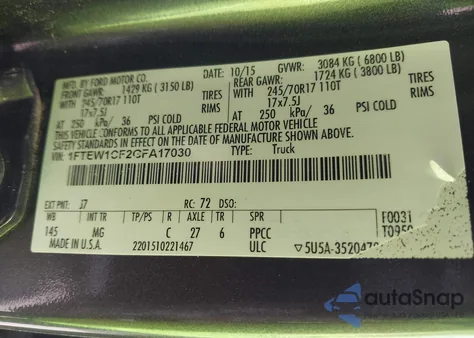 MFD. BY FORD MOTOR CO.
10/15 GVWR: 3084 KG (6800 LB)
FRONT GAWR: 1429 KG (3150 LB) REAR GAWR: 1724 KG (3800 LB)
WITH 245/70R17 110T TIRES WITH 245/70R17 110T TIRES
17x7.5J RIMS 17x7.5J RIMS
AT 250 kPa/ 36 PSI COLD AT 250 kPa/ 36 PSI COLD
THIS VEHICLE CONFORMS TO ALL APPLICABLE FEDERAL MOTOR VEHICLE
SAFETY STANDARDS IN EFFECT ON THE DATE OF MANUFACTURE SHOWN ABOVE.
VIN: 1FTEW1CF2GFA17030
TYPE: Truck
EXT PNT: J7 RC: 72 DSO:
WB INT TR TP/PS R AXLE TR SPR F0031
145 MG C 27 6 PPCC
MADE IN U.S.A. 2201510221467 ULC
autoSnap